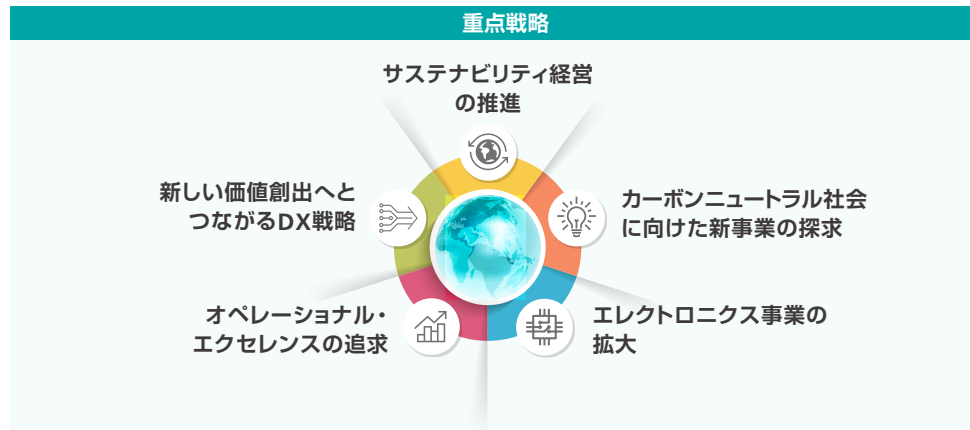 重点戦略
サステナビリティ経営
の推進
新しい価値創出へと
つながるDX戦略
カーボンニュートラル社会
に向けた新事業の探求
オペレーショナル・
エクセレンスの追求
エレクトロニクス事業の
拡大